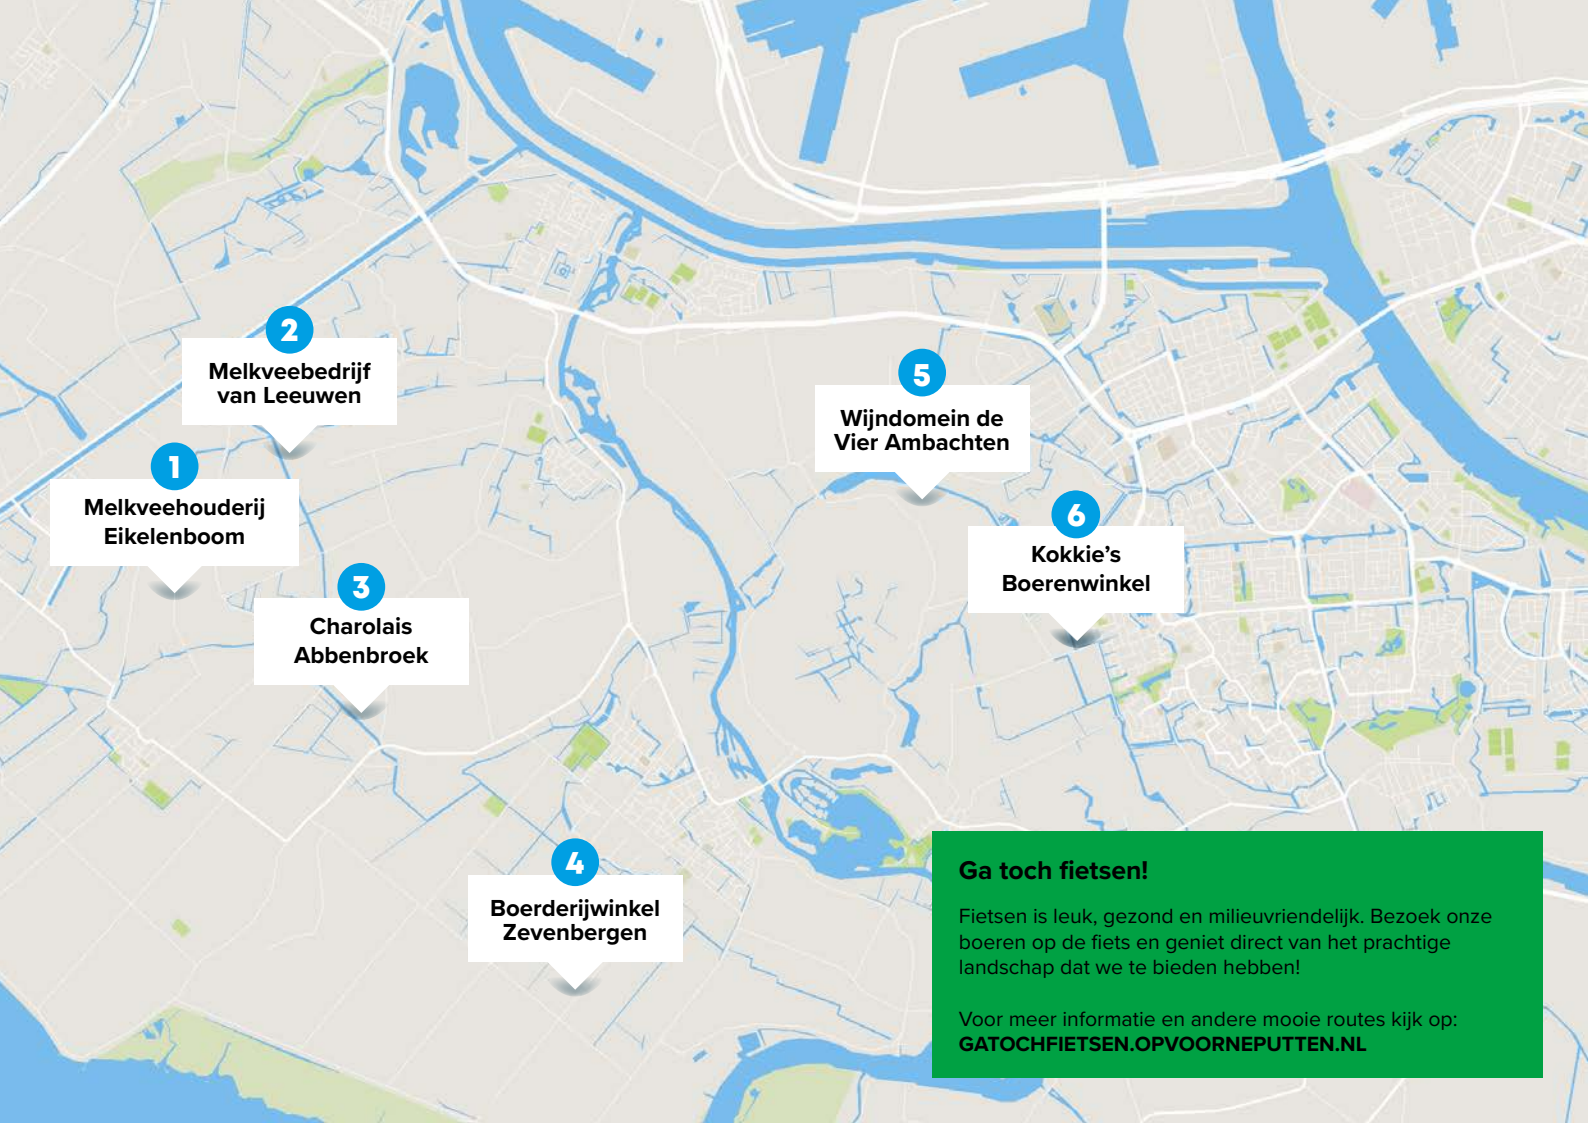 2
Melkveebedrijf
van Leeuwen
1
Melkveehouderij
Eikelenboom
3
Charolais
Abbenbroek
4
Boerderijwinkel
Zevenbergen
5
Wijndomein de
Vier Ambachten
6
Kokkie's
Boerenwinkel
Ga toch fietsen!
Fietsen is leuk, gezond en milieuvriendelijk. Bezoek onze
boeren op de fiets en geniet direct van het prachtige
landschap dat we te bieden hebben!
Voor meer informatie en andere mooie routes kijk op:
GATOCHFIETSEN.OPVOORNEPUTTEN.NL